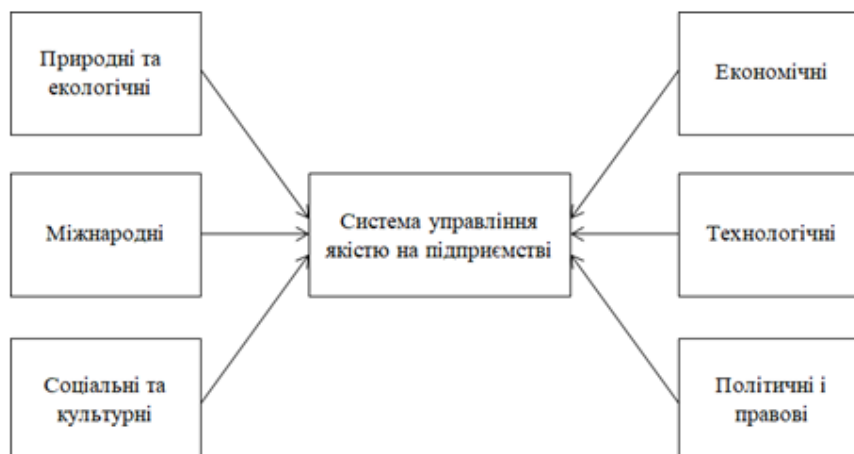 Природні та
екологічні
Економічні
Міжнародні
Система управління
якістю на підприємстві
Технологічні
Соціальні та
культурні
Політичні і
правові